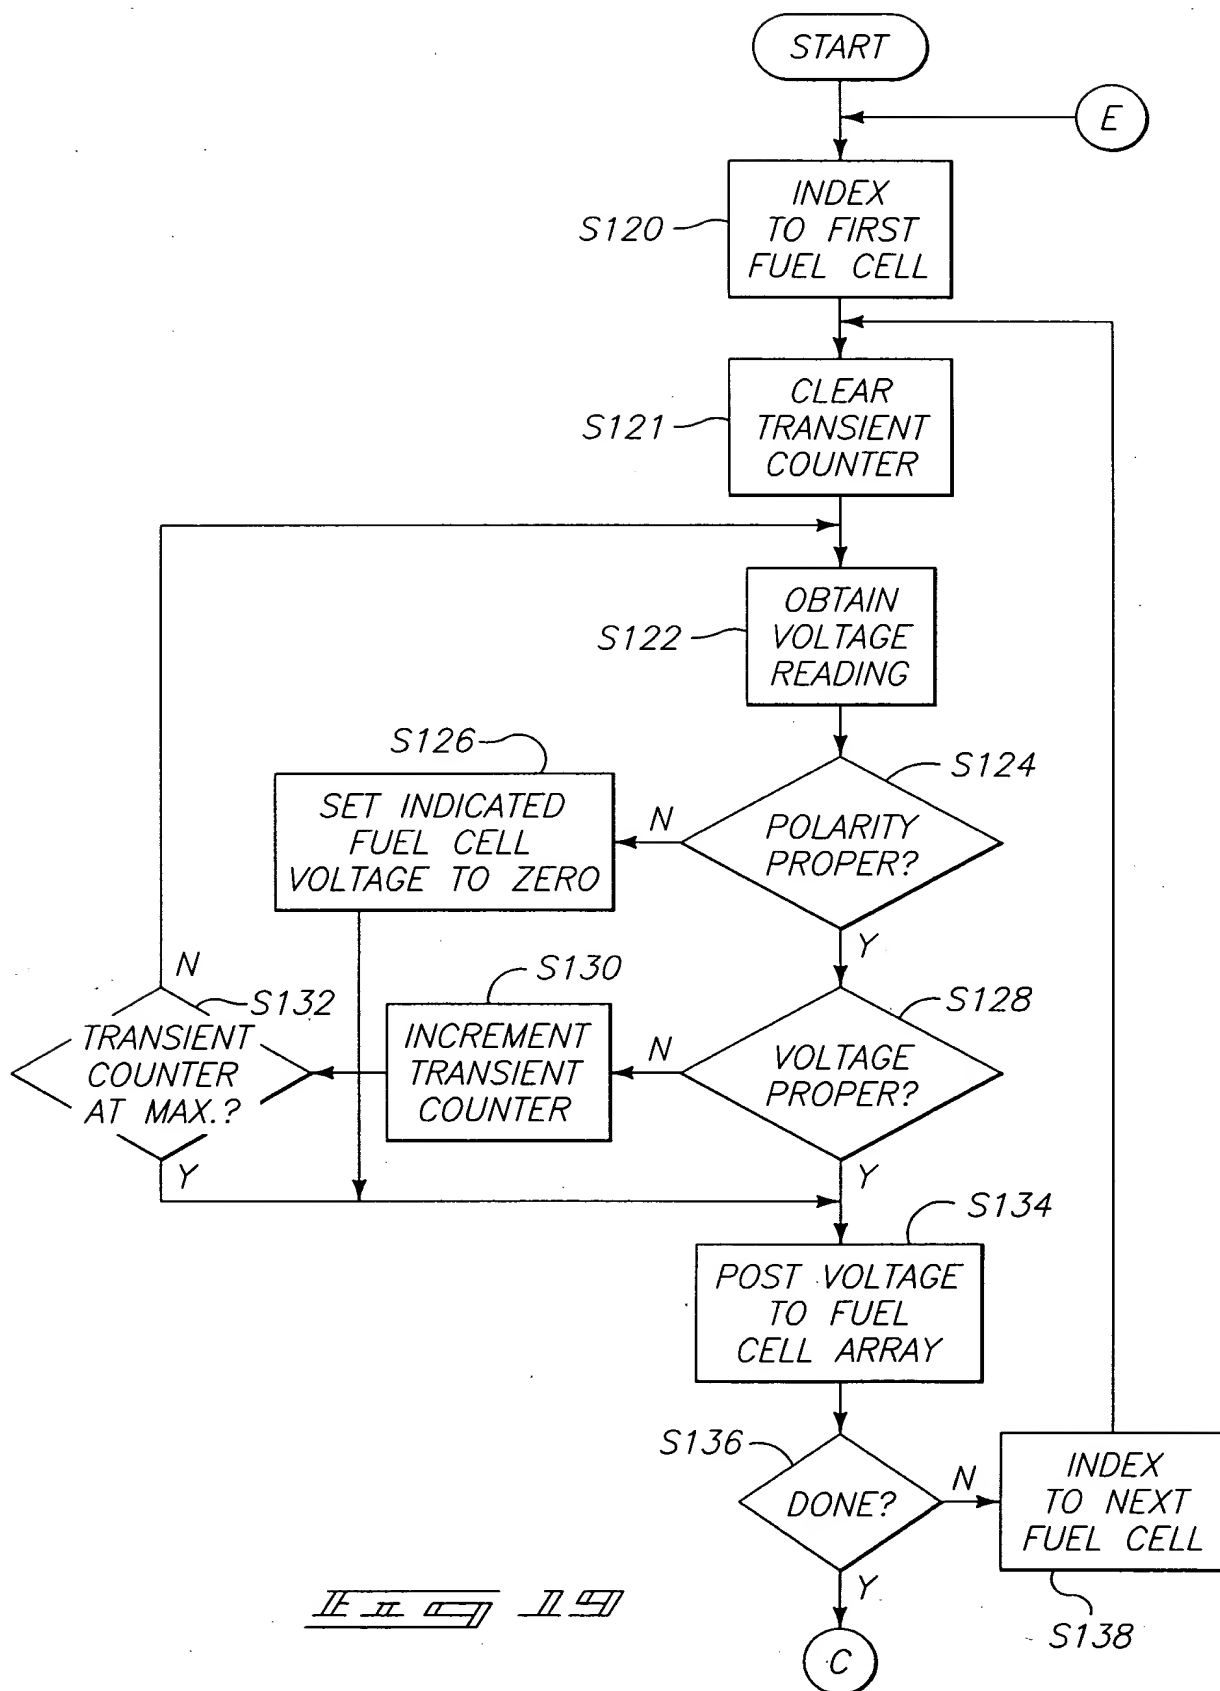 START
E
INDEX
TO FIRST
FUEL CELL
S120
CLEAR
TRANSIENT
COUNTER
S121
OBTAIN
VOLTAGE
READING
S122
S126
SET INDICATED
FUEL CELL
VOLTAGE TO ZERO
N
S124
POLARITY
PROPER?
Y
N
S132
TRANSIENT
COUNTER
AT MAX.?
Y
S130
INCREMENT
TRANSIENT
COUNTER
N
S128
VOLTAGE
PROPER?
Y
S134
POST VOLTAGE
TO FUEL
CELL ARRAY
S136
DONE?
N
INDEX
TO NEXT
FUEL CELL
S138
Y
C
FIG 19